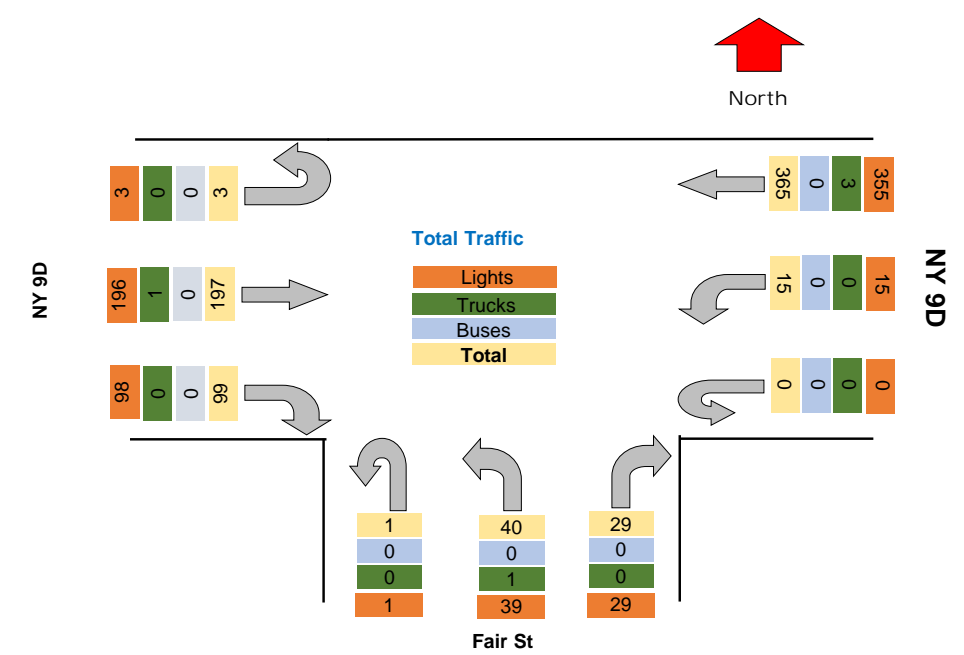 North
3 0 0 3
365 0 3 355
Total Traffic
NY 9D
196 1 0 197
Lights
Trucks
Buses
Total
15 0 0 15
NY 9D
98 0 0 99
0 0 0 0
1 40 29
0 0 0
0 1 0
1 39 29
Fair St